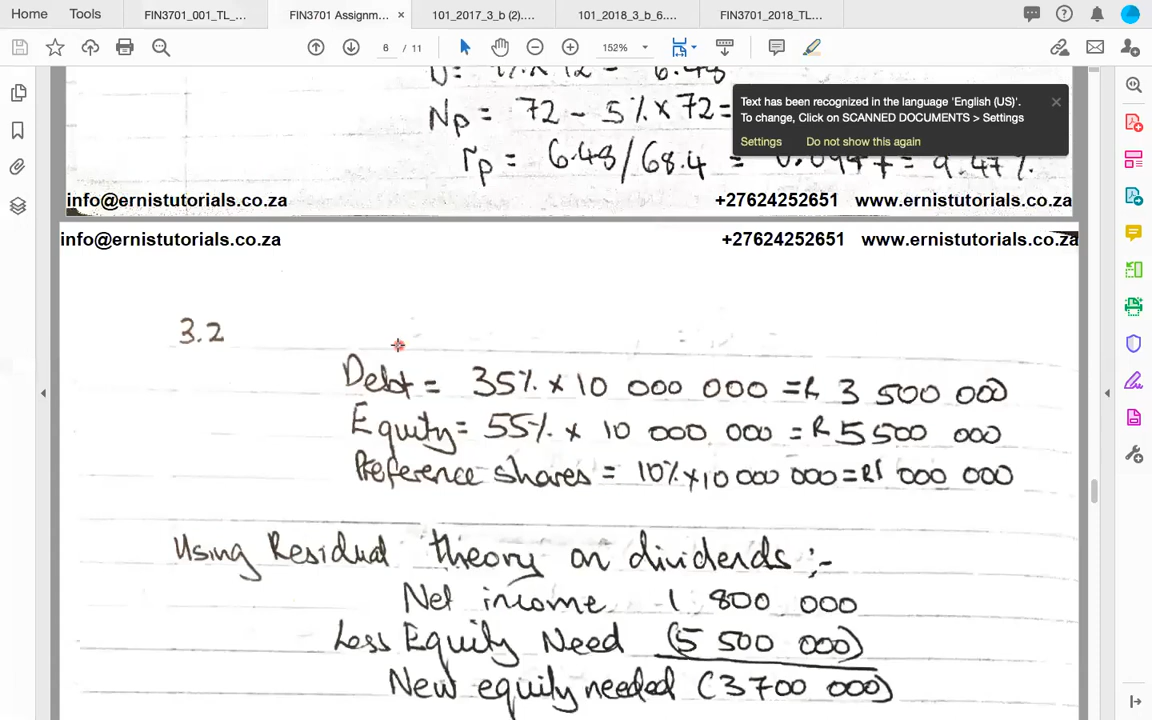 Home Tools FIN3701_001_TL_... FIN3701 Assignm... × 101_2017_3_b (2).... 101_2018_3_b_6.... FIN3701_2018_TL...
6 / 11 152%
Text has been recognized in the language 'English (US)'.
To change, Click on SCANNED DOCUMENTS > Settings
Settings Do not show this again
Np = 72 - 5% × 72 =
rp = 6.48/68.4 = 9.47%
info@ernistutorials.co.za +27624252651 www.ernistutorials.co.za
info@ernistutorials.co.za +27624252651 www.ernistutorials.co.za
3.2
Debt = 35% × 10 000 000 = R 3 500 000
Equity = 55% × 10 000 000 = R 5 500 000
Preference shares = 10% × 10 000 000 = R1 000 000
Using Residual theory on dividends :-
Net income 1 800 000
Less Equity Need (5 500 000)
New equity needed (3 700 000)